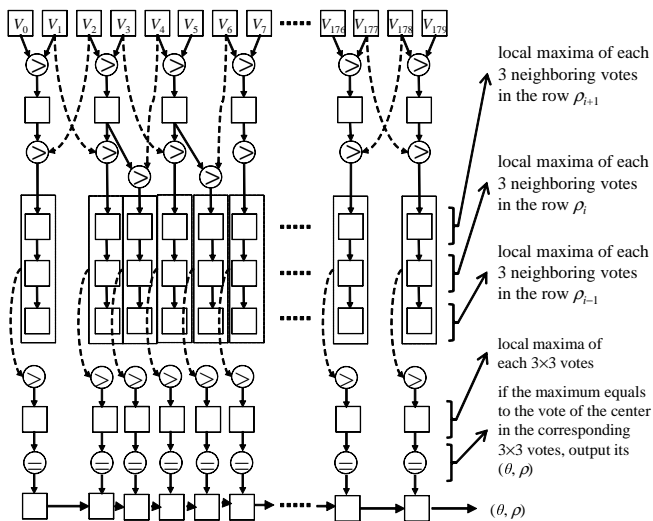 V0 V1 V2 V3 V4 V5 V6 V7 ...... V176 V177 V178 V179
> > > > > >
> > > > > >
> >
local maxima of each
3 neighboring votes
in the row ρi+1
local maxima of each
3 neighboring votes
in the row ρi
local maxima of each
3 neighboring votes
in the row ρi−1
> > > > > > > >
local maxima of
each 3×3 votes
= = = = = = = =
if the maximum equals
to the vote of the center
in the corresponding
3×3 votes, output its
(θ, ρ)
(θ, ρ)